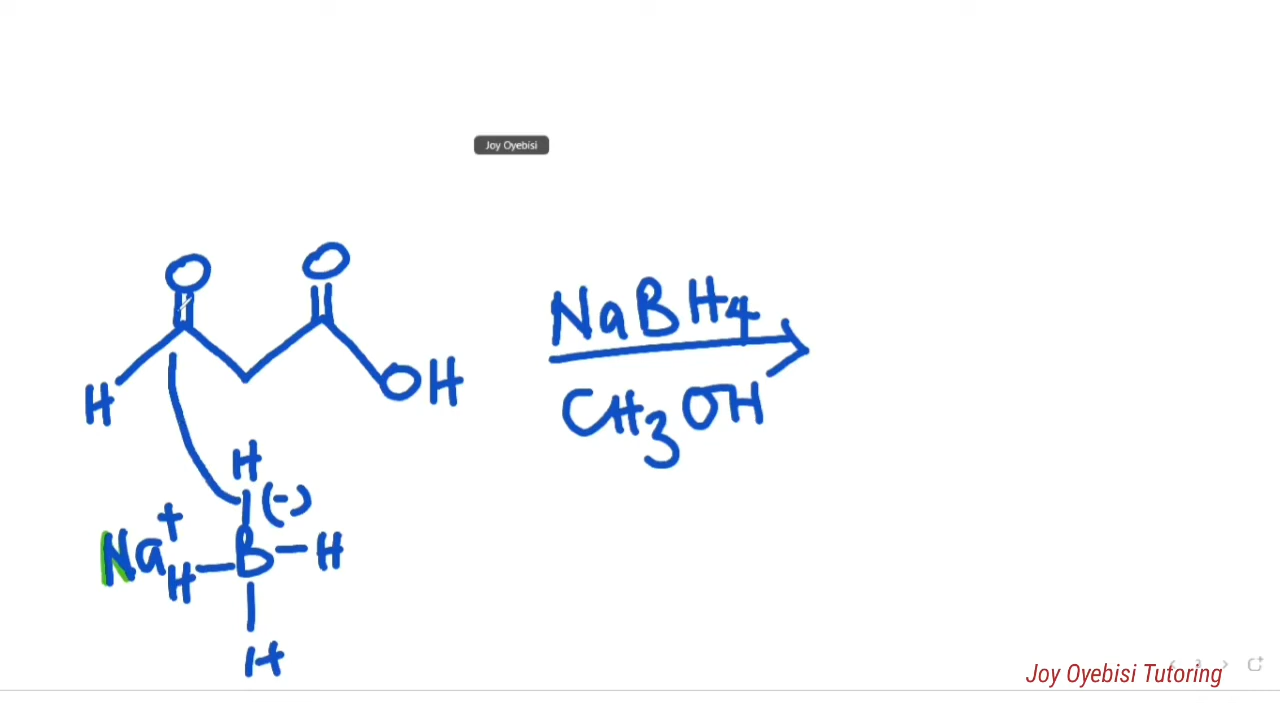 Joy Oyebisi
O O
H OH
NaBH4
CH3OH
H (-)
Na+ H B H
H
Joy Oyebisi Tutoring